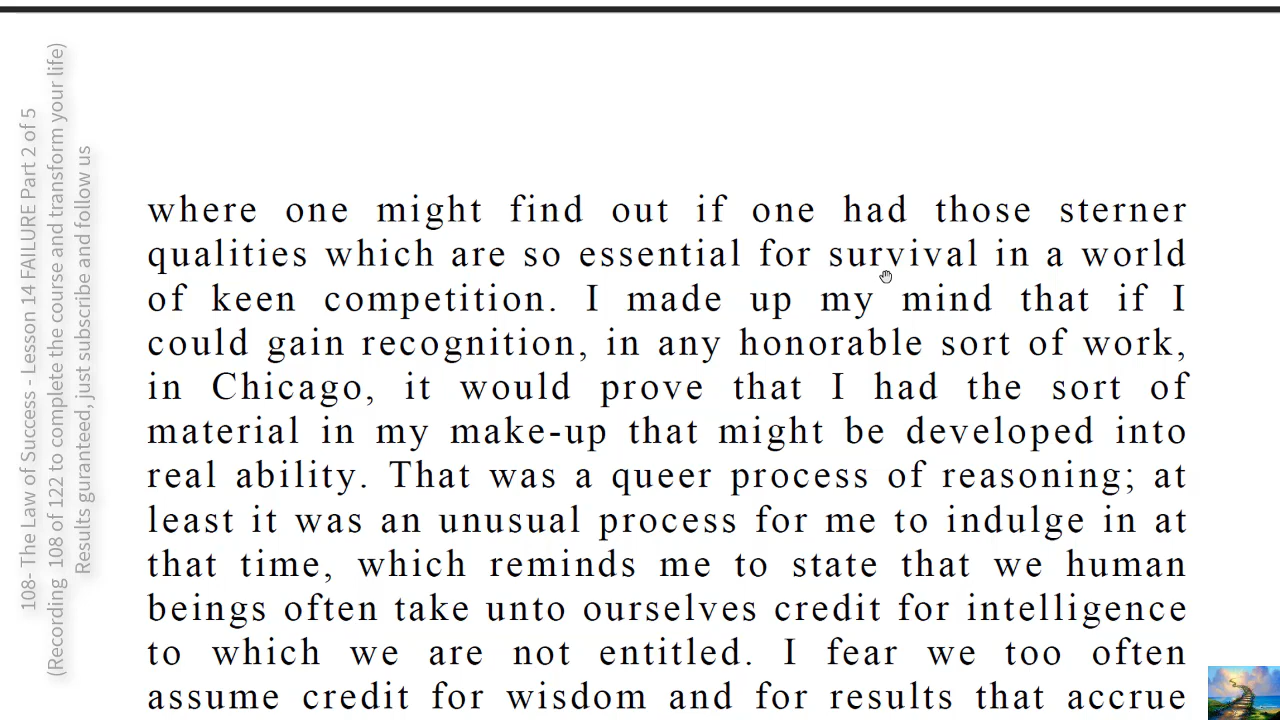 108- The Law of Success - Lesson 14 FAILURE Part 2 of 5
(Recording 108 of 122 to complete the course and transform your life)
Results guranteed, just subscribe and follow us
where one might find out if one had those sterner
qualities which are so essential for survival in a world
of keen competition. I made up my mind that if I
could gain recognition, in any honorable sort of work,
in Chicago, it would prove that I had the sort of
material in my make-up that might be developed into
real ability. That was a queer process of reasoning; at
least it was an unusual process for me to indulge in at
that time, which reminds me to state that we human
beings often take unto ourselves credit for intelligence
to which we are not entitled. I fear we too often
assume credit for wisdom and for results that accrue